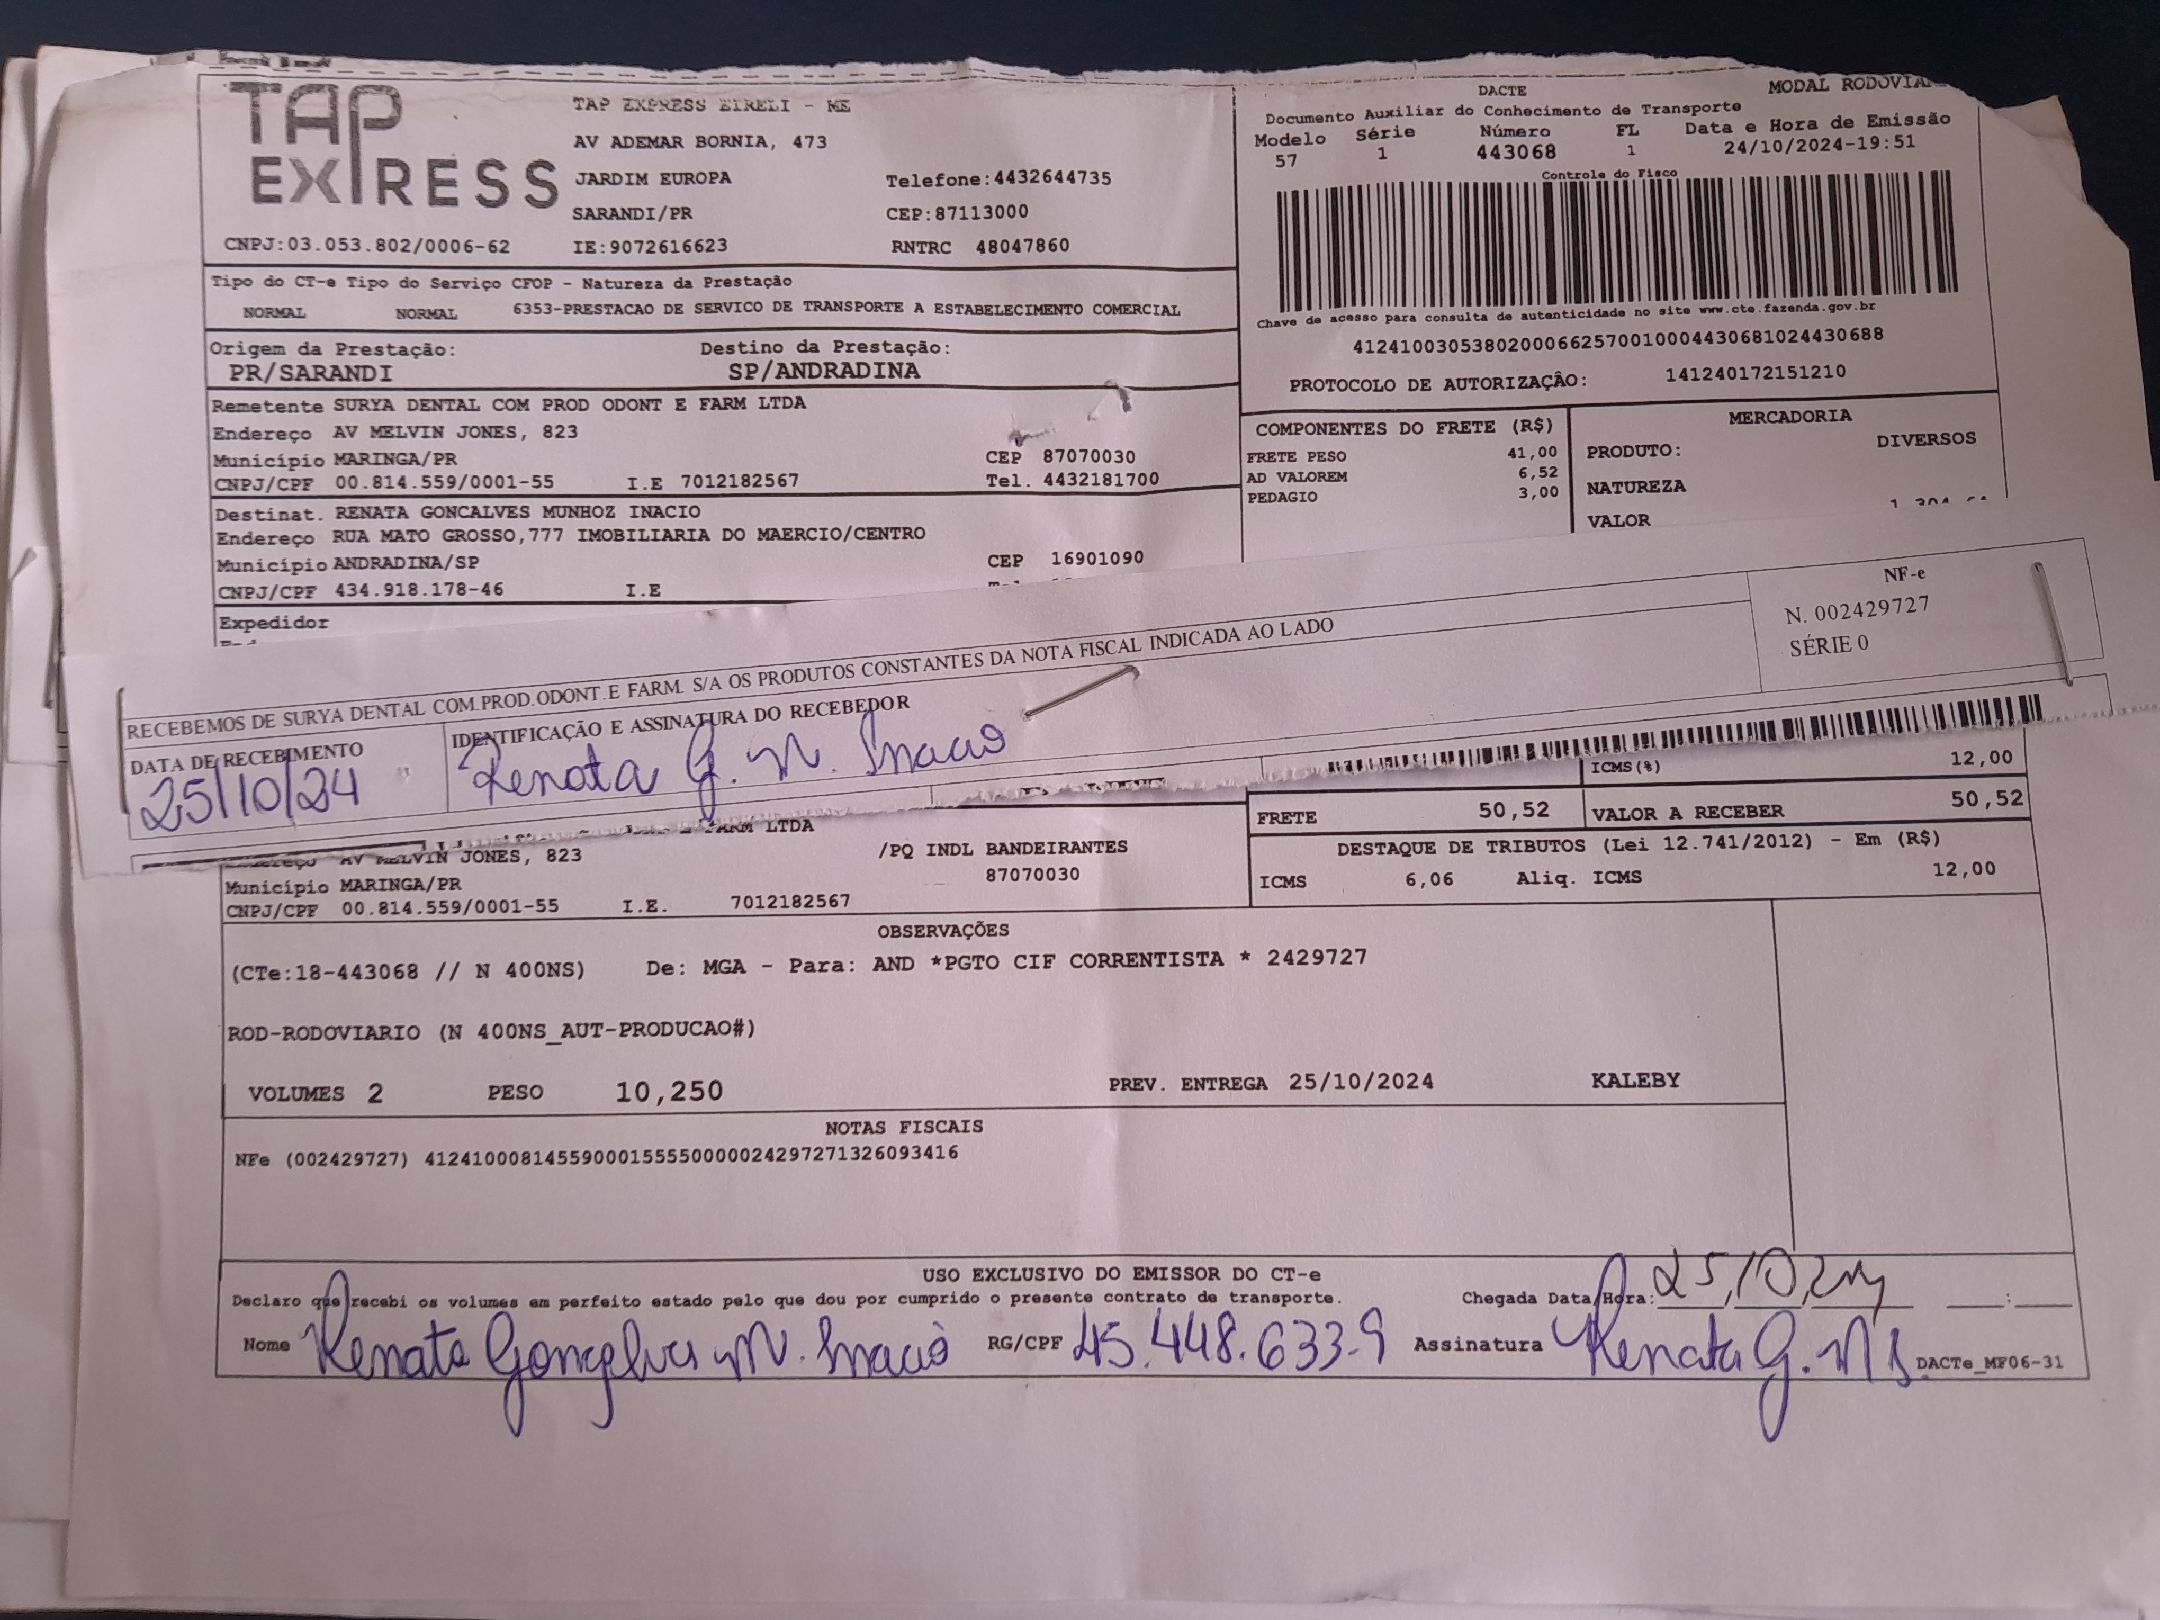 TAP EXPRESS
TAP EXPRESS EIRELI - ME
AV ADEMAR BORNIA, 473
JARDIM EUROPA Telefone:4432644735
SARANDI/PR CEP:87113000
CNPJ:03.053.802/0006-62 IE:9072616623 RNTRC 48047860
DACTE MODAL
Documento Auxiliar do Conhecimento de Transporte
Modelo Série Número FL Data e Hora de Emissão
57 1 443068 1 24/10/2024-19:51
Controle do Fisco
Chave de acesso para consulta de autenticidade no site www.cte.fazenda.gov.br
41241003053802000662570010004430681024430688
PROTOCOLO DE AUTORIZAÇÃO: 141240172151210
Tipo do CT-e Tipo do Serviço CFOP - Natureza da Prestação
NORMAL NORMAL 6353-PRESTACAO DE SERVICO DE TRANSPORTE A ESTABELECIMENTO COMERCIAL
Origem da Prestação: Destino da Prestação:
PR/SARANDI SP/ANDRADINA
Remetente SURYA DENTAL COM PROD ODONT E FARM LTDA
Endereço AV MELVIN JONES, 823
Município MARINGA/PR CEP 87070030
CNPJ/CPF 00.814.559/0001-55 I.E 7012182567 Tel. 4432181700
Destinat. RENATA GONCALVES MUNHOZ INACIO
Endereço RUA MATO GROSSO,777 IMOBILIARIA DO MAERCIO/CENTRO
Município ANDRADINA/SP CEP 16901090
CNPJ/CPF 434.918.178-46 I.E
Expedidor
COMPONENTES DO FRETE (R$)
FRETE PESO 41,00
AD VALOREM 6,52
PEDAGIO 3,00
MERCADORIA
PRODUTO: DIVERSOS
NATUREZA
VALOR
RECEBEMOS DE SURYA DENTAL COM.PROD.ODONT.E FARM. S/A OS PRODUTOS CONSTANTES DA NOTA FISCAL INDICADA AO LADO
NF-e
N. 002429727
SÉRIE 0
DATA DE RECEBIMENTO IDENTIFICAÇÃO E ASSINATURA DO RECEBEDOR
25/10/24 Renata G. M. Inacio
ICMS(%) 12,00
FRETE 50,52 VALOR A RECEBER 50,52
FARM LTDA
AV MELVIN JONES, 823 /PQ INDL BANDEIRANTES
Município MARINGA/PR 87070030
CNPJ/CPF 00.814.559/0001-55 I.E. 7012182567
DESTAQUE DE TRIBUTOS (Lei 12.741/2012) - Em (R$)
ICMS 6,06 Aliq. ICMS 12,00
OBSERVAÇÕES
(CTe:18-443068 // N 400NS) De: MGA - Para: AND *PGTO CIF CORRENTISTA * 2429727
ROD-RODOVIARIO (N 400NS_AUT-PRODUCAO#)
VOLUMES 2 PESO 10,250 PREV. ENTREGA 25/10/2024 KALEBY
NOTAS FISCAIS
NFe (002429727) 41241000814559000155550000024297271326093416
USO EXCLUSIVO DO EMISSOR DO CT-e
Declaro que recebi os volumes em perfeito estado pelo que dou por cumprido o presente contrato de transporte. Chegada Data/Hora: 25/10/24 :
Nome Renata Gonçalves M. Inacio RG/CPF 45.448.633-9 Assinatura Renata G. M I. DACTe_MF06-31